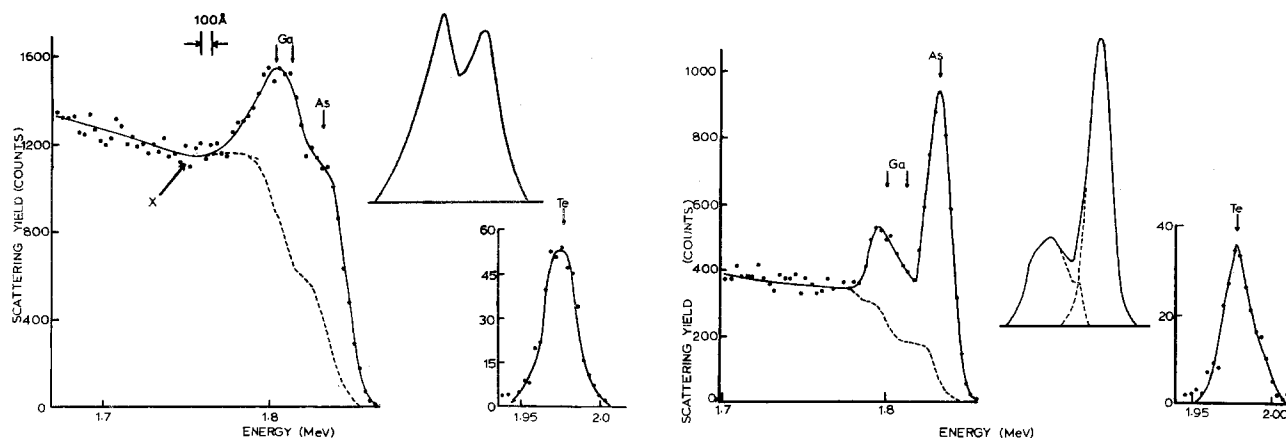 100Å
1600
Ga
As
1200
X
800
400
0
1.7
1.8
ENERGY (MeV)
SCATTERING YIELD (COUNTS)
Te
60
45
30
15
0
1.95
2.0
1000
As
800
Ga
600
400
200
0
1.7
1.8
ENERGY (MeV)
SCATTERING YIELD (COUNTS)
Te
40
20
0
1.95
2.00